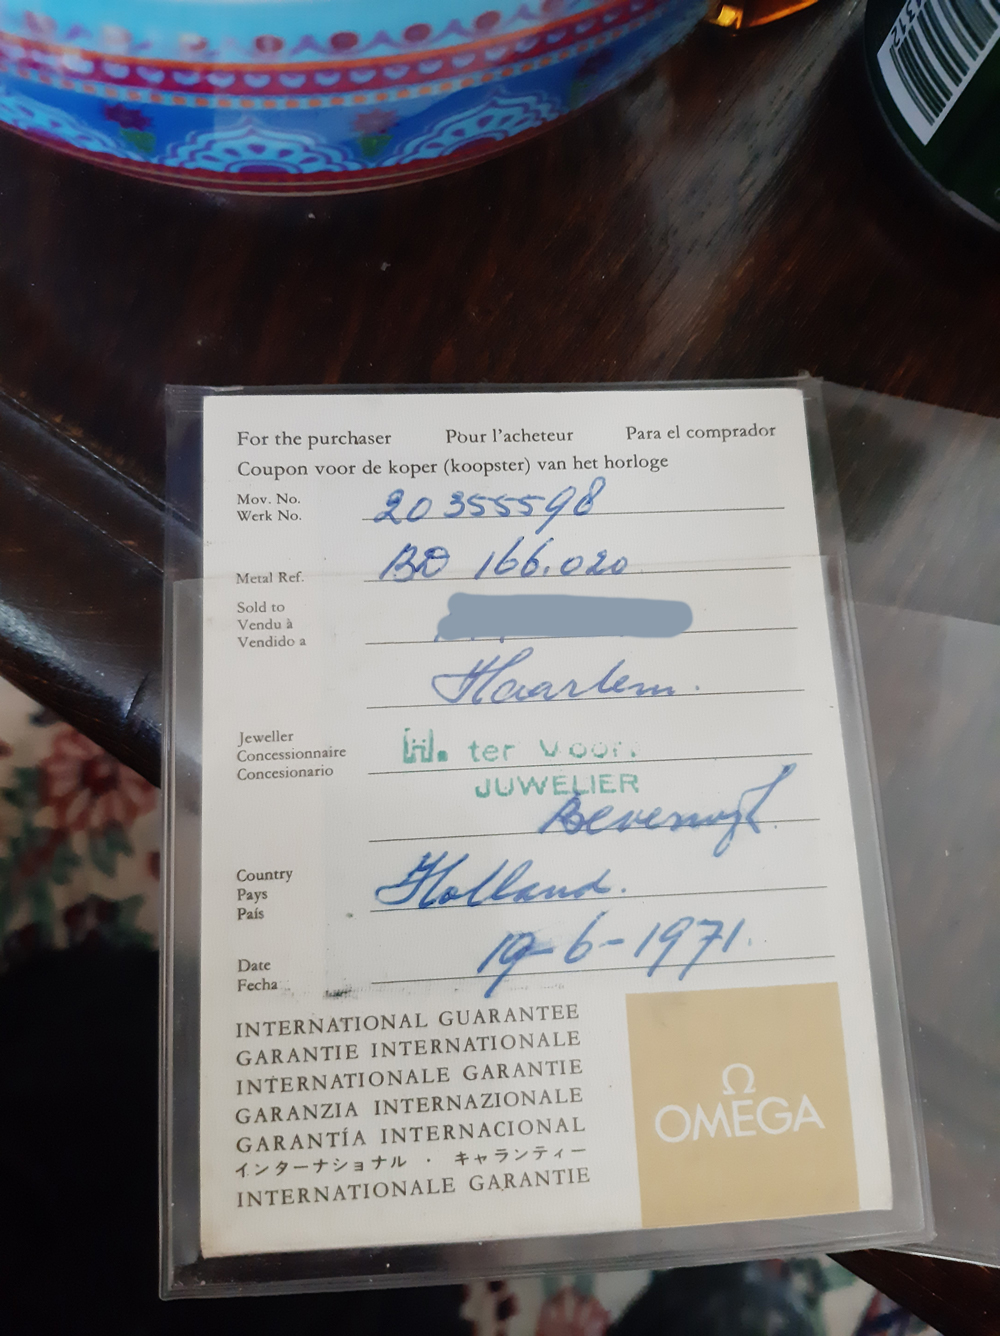 For the purchaser Pour l'acheteur Para el comprador
Coupon voor de koper (koopster) van het horloge
Mov. No.
Werk No.
20355598
Metal Ref.
BD 166.020
Sold to
Vendu à
Vendido a
Haarlem.
Jeweller
Concessionnaire
Concesionario
W. ter Voort
JUWELIER
Beverwijk.
Country
Pays
País
Holland.
Date
Fecha
19-6-1971.
INTERNATIONAL GUARANTEE
GARANTIE INTERNATIONALE
INTERNATIONALE GARANTIE
GARANZIA INTERNAZIONALE
GARANTÍA INTERNACIONAL
インターナショナル · ギャランティー
INTERNATIONALE GARANTIE
Ω
OMEGA